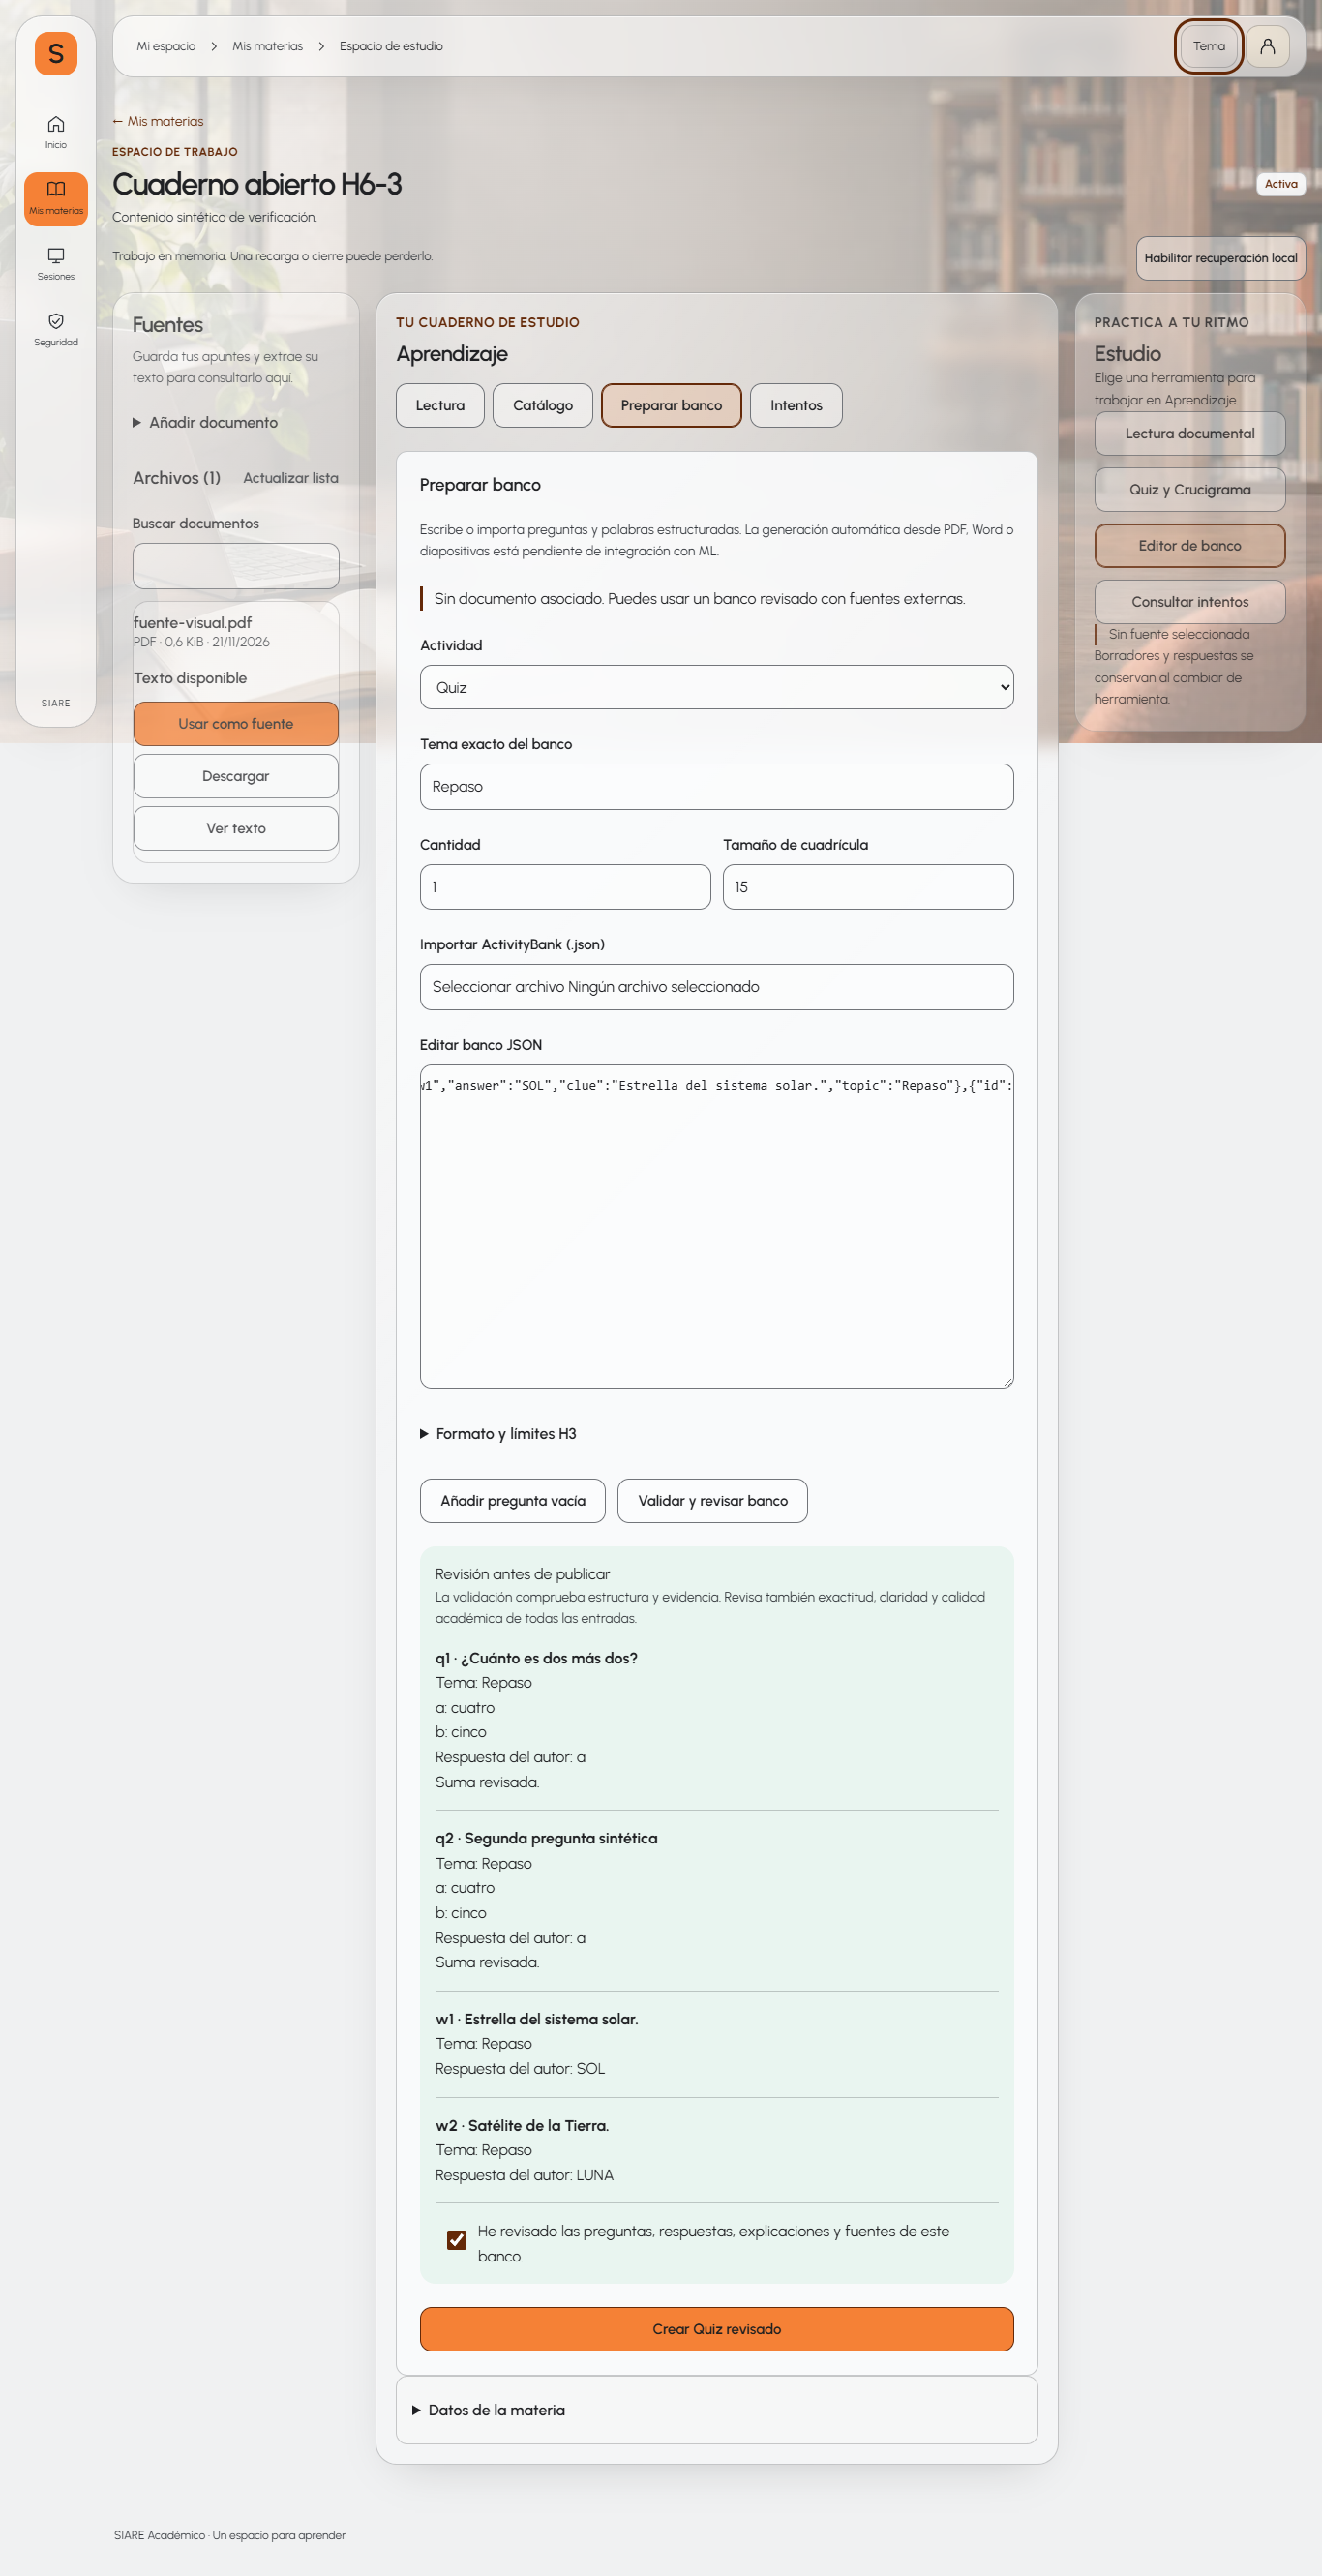 S
Inicio
Mis materias
Sesiones
Seguridad
SIARE
Mi espacio > Mis materias > Espacio de estudio
Tema
← Mis materias
ESPACIO DE TRABAJO
Cuaderno abierto H6-3
Activa
Contenido sintético de verificación.
Trabajo en memoria. Una recarga o cierre puede perderlo.
Habilitar recuperación local
Fuentes
Guarda tus apuntes y extrae su
texto para consultarlo aquí.
Añadir documento
Archivos (1)
Actualizar lista
Buscar documentos
fuente-visual.pdf
PDF · 0,6 KiB · 21/11/2026
Texto disponible
Usar como fuente
Descargar
Ver texto
TU CUADERNO DE ESTUDIO
Aprendizaje
Lectura
Catálogo
Preparar banco
Intentos
Preparar banco
Escribe o importa preguntas y palabras estructuradas. La generación automática desde PDF, Word o
diapositivas está pendiente de integración con ML.
Sin documento asociado. Puedes usar un banco revisado con fuentes externas.
Actividad
Quiz
Tema exacto del banco
Repaso
Cantidad
Tamaño de cuadrícula
1
15
Importar ActivityBank (.json)
Seleccionar archivo Ningún archivo seleccionado
Editar banco JSON
w1","answer":"SOL","clue":"Estrella del sistema solar.","topic":"Repaso"},{"id":
Formato y límites H3
Añadir pregunta vacía
Validar y revisar banco
Revisión antes de publicar
La validación comprueba estructura y evidencia. Revisa también exactitud, claridad y calidad
académica de todas las entradas.
q1 · ¿Cuánto es dos más dos?
Tema: Repaso
a: cuatro
b: cinco
Respuesta del autor: a
Suma revisada.
q2 · Segunda pregunta sintética
Tema: Repaso
a: cuatro
b: cinco
Respuesta del autor: a
Suma revisada.
w1 · Estrella del sistema solar.
Tema: Repaso
Respuesta del autor: SOL
w2 · Satélite de la Tierra.
Tema: Repaso
Respuesta del autor: LUNA
He revisado las preguntas, respuestas, explicaciones y fuentes de este
banco.
Crear Quiz revisado
Datos de la materia
PRACTICA A TU RITMO
Estudio
Elige una herramienta para
trabajar en Aprendizaje.
Lectura documental
Quiz y Crucigrama
Editor de banco
Consultar intentos
Sin fuente seleccionada
Borradores y respuestas se
conservan al cambiar de
herramienta.
SIARE Académico · Un espacio para aprender